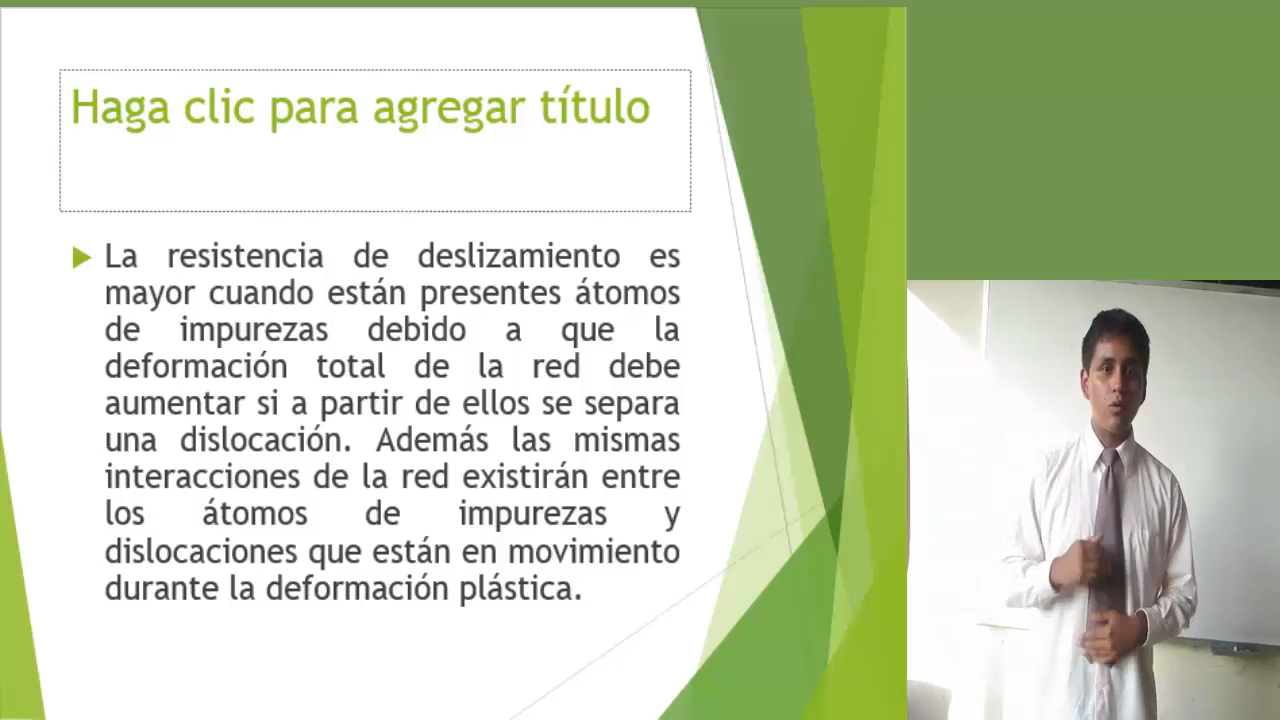 Haga clic para agregar título
La resistencia de deslizamiento es
mayor cuando están presentes átomos
de impurezas debido a que la
deformación total de la red debe
aumentar si a partir de ellos se separa
una dislocación. Además las mismas
interacciones de la red existirán entre
los átomos de impurezas y
dislocaciones que están en movimiento
durante la deformación plástica.